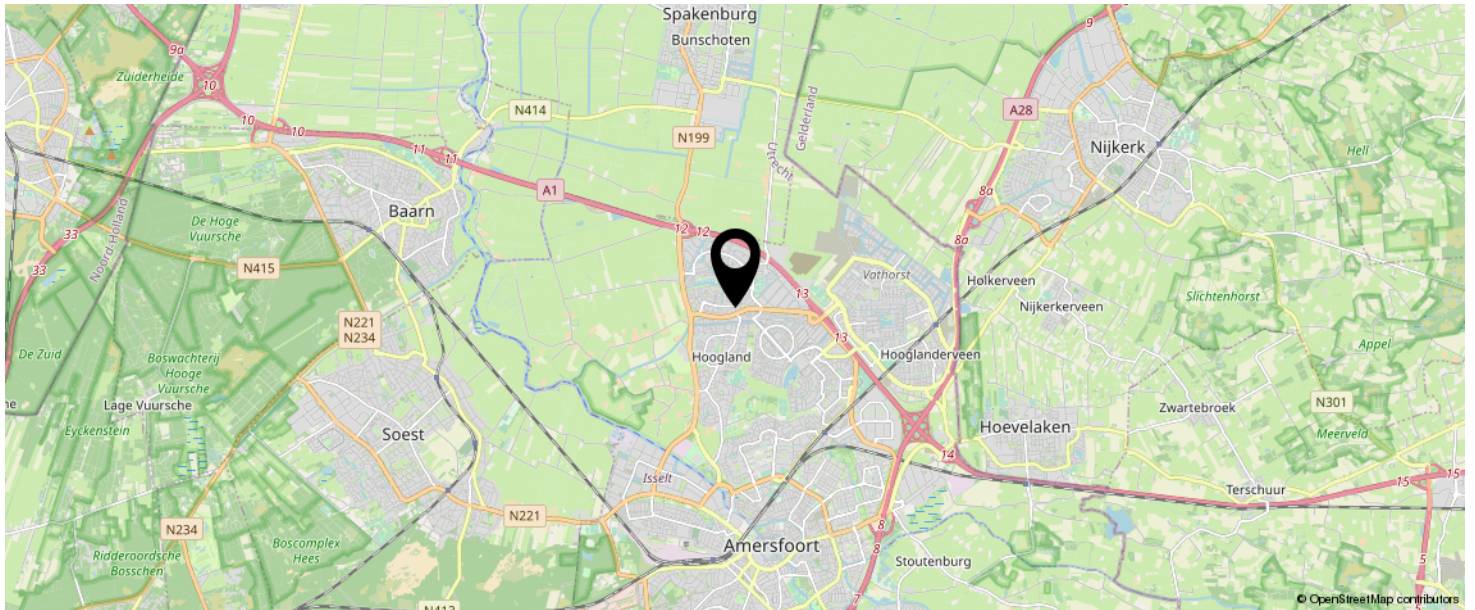 Spakenburg
Bunschoten
9
9a
Zuiderheide
10
10
10
N414
A28
Gelderland
N199
Utrecht
11
11
Nijkerk
Hell
A1
8a
Baarn
De Hoge
Vuursche
33
12
12
8a
33
Noord-Holland
N415
Vathorst
Holkerveen
13
Slichtenhorst
Nijkerkerveen
N221
N234
13
Appel
De Zuid
Boswachterij
Hooge
Vuursche
Hoogland
Hooglanderveen
he
Lage Vuursche
Zwartebroek
N301
Eyckenstein
Soest
Hoevelaken
Meerveld
14
15
15
Isselt
Terschuur
N234
N221
8
Boscomplex
Hees
Ridderoordsche
Bosschen
Amersfoort
8
Stoutenburg
5
7
N413
© OpenStreetMap contributors